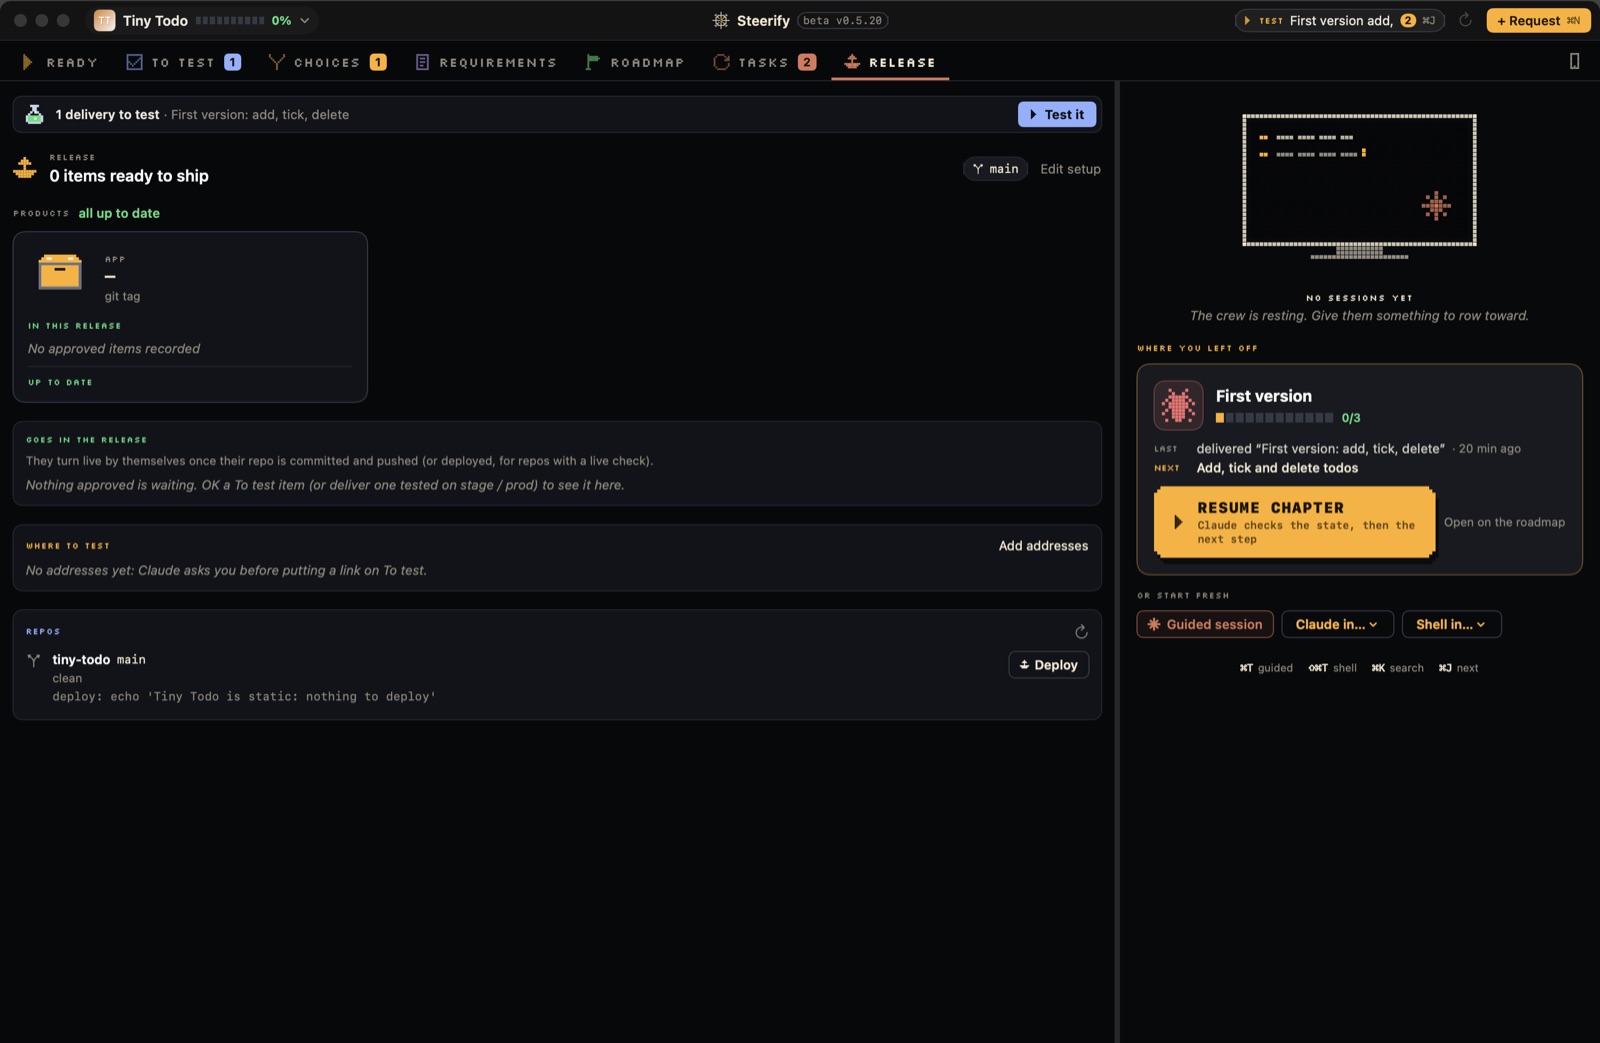 TT Tiny Todo 0%
Steerify beta v0.5.20
TEST First version add, 2 ⌘J
+ Request ⌘N
READY
TO TEST 1
CHOICES 1
REQUIREMENTS
ROADMAP
TASKS 2
RELEASE
1 delivery to test · First version: add, tick, delete
Test it
RELEASE
0 items ready to ship
main
Edit setup
PRODUCTS all up to date
APP
–
git tag
IN THIS RELEASE
No approved items recorded
UP TO DATE
GOES IN THE RELEASE
They turn live by themselves once their repo is committed and pushed (or deployed, for repos with a live check).
Nothing approved is waiting. OK a To test item (or deliver one tested on stage / prod) to see it here.
WHERE TO TEST
Add addresses
No addresses yet: Claude asks you before putting a link on To test.
REPOS
tiny-todo main
clean
deploy: echo 'Tiny Todo is static: nothing to deploy'
Deploy
NO SESSIONS YET
The crew is resting. Give them something to row toward.
WHERE YOU LEFT OFF
First version
0/3
LAST delivered “First version: add, tick, delete” · 20 min ago
NEXT Add, tick and delete todos
RESUME CHAPTER
Claude checks the state, then the
next step
Open on the roadmap
OR START FRESH
Guided session
Claude in...
Shell in...
⌘T guided ⇧⌘T shell ⌘K search ⌘J next